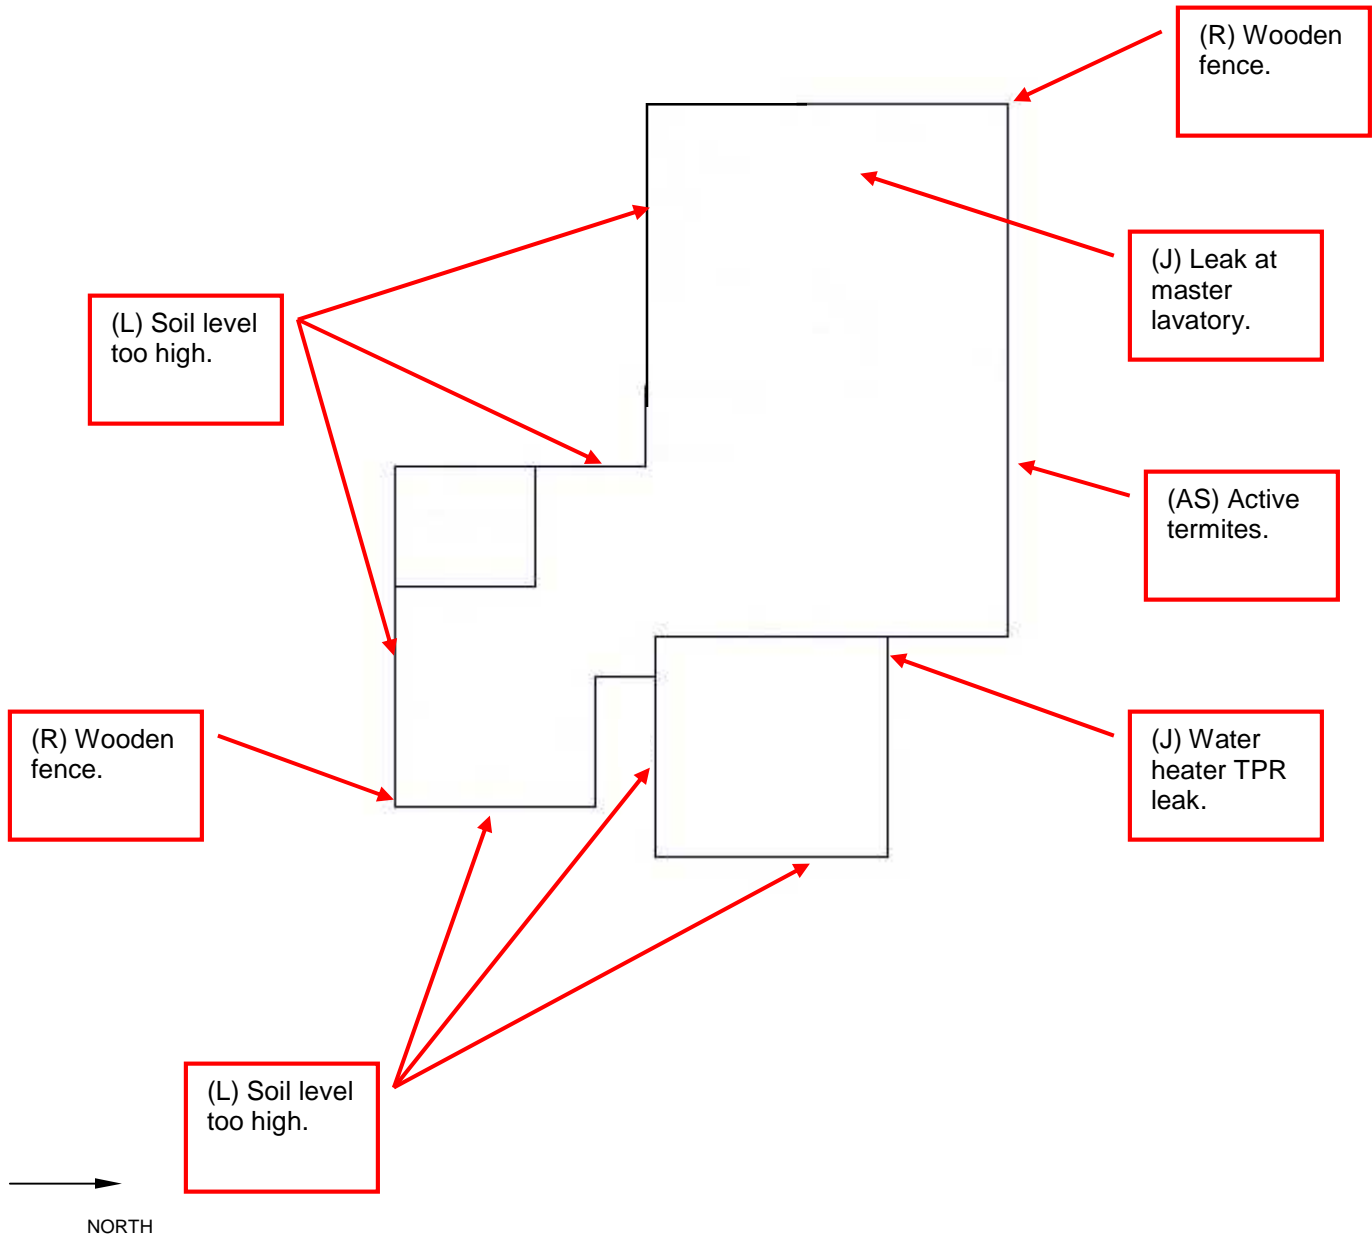 (R) Wooden
fence.
(J) Leak at
master
lavatory.
(L) Soil level
too high.
(AS) Active
termites.
(R) Wooden
fence.
(J) Water
heater TPR
leak.
(L) Soil level
too high.
NORTH